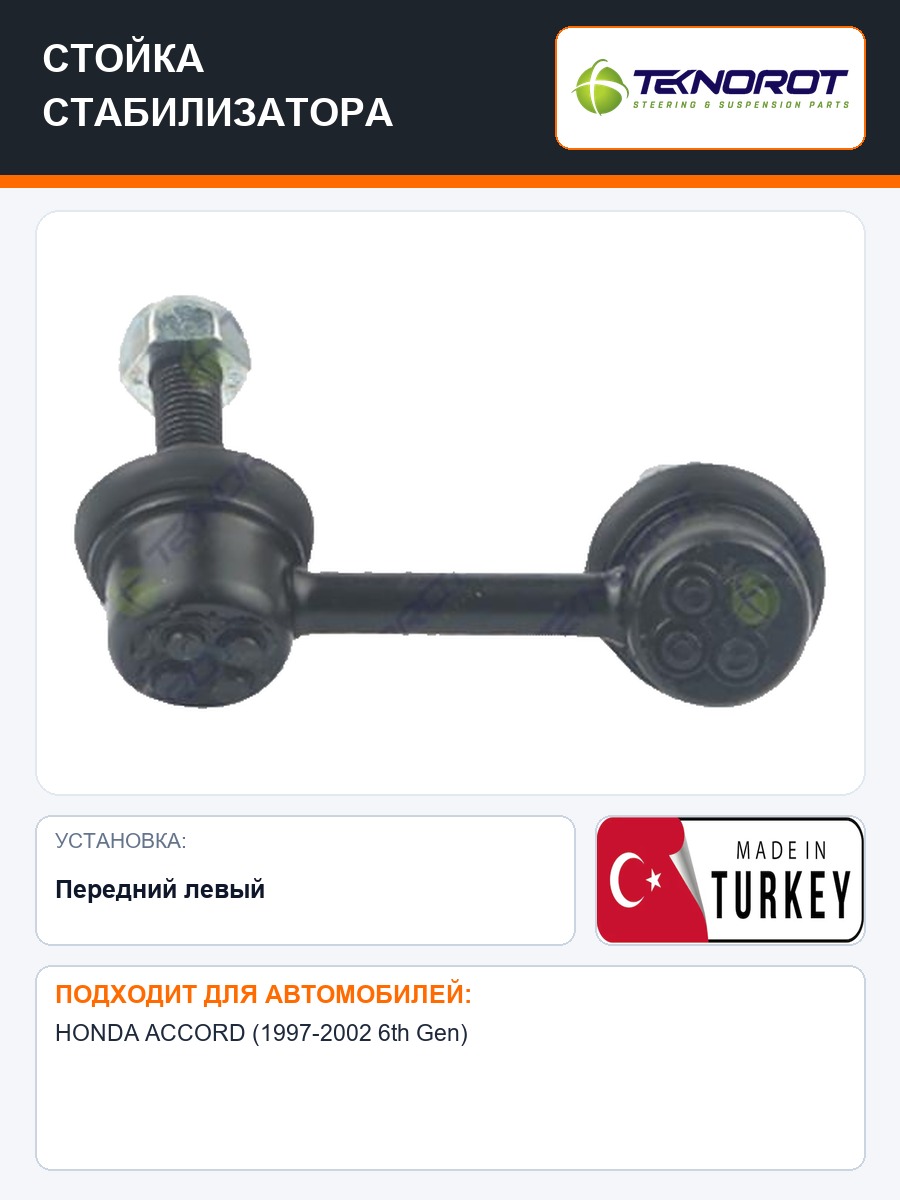 СТОЙКА
СТАБИЛИЗАТОРА
TEKNOROT
STEERING & SUSPENSION PARTS
УСТАНОВКА:
Передний левый
MADE IN
TURKEY
ПОДХОДИТ ДЛЯ АВТОМОБИЛЕЙ:
HONDA ACCORD (1997-2002 6th Gen)